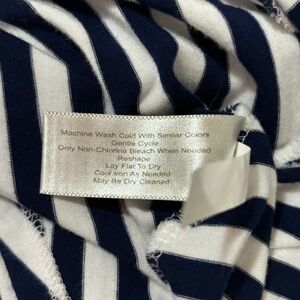 Machine Wash Cold With Similar Colors
Gentle Cycle
Only Non-Chlorine Bleach When Needed
Reshape
Lay Flat To Dry
Cool Iron As Needed
May Be Dry Cleaned